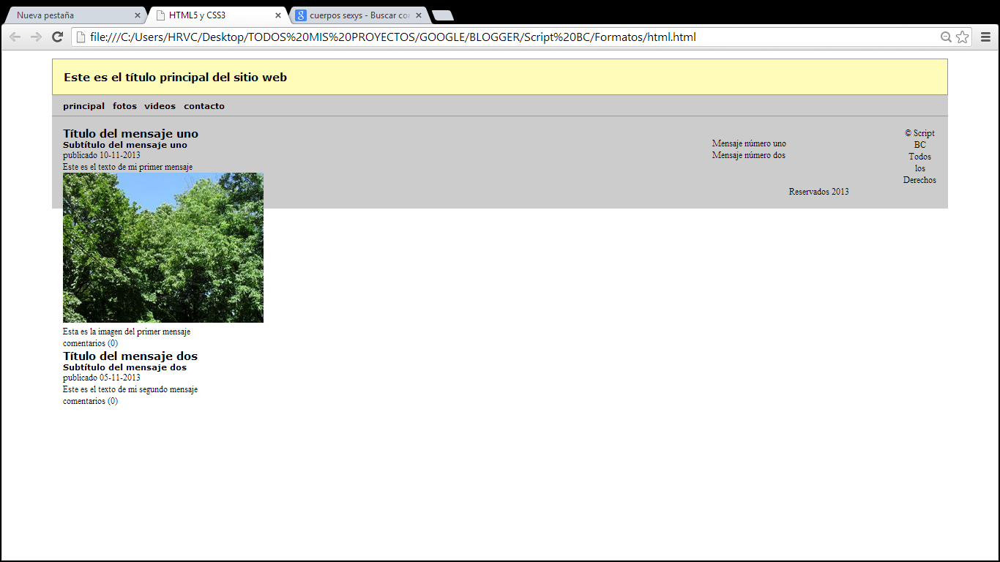 Nueva pestaña
HTML5 y CSS3
cuerpos sexys - Buscar co
file:///C:/Users/HRVC/Desktop/TODOS%20MIS%20PROYECTOS/GOOGLE/BLOGGER/Script%20BC/Formatos/html.html
Este es el título principal del sitio web
principal fotos videos contacto
Título del mensaje uno
Subtítulo del mensaje uno
publicado 10-11-2013
Este es el texto de mi primer mensaje
Esta es la imagen del primer mensaje
comentarios (0)
Título del mensaje dos
Subtítulo del mensaje dos
publicado 05-11-2013
Este es el texto de mi segundo mensaje
comentarios (0)
Mensaje número uno
Mensaje número dos
© Script
BC
Todos
los
Derechos
Reservados 2013